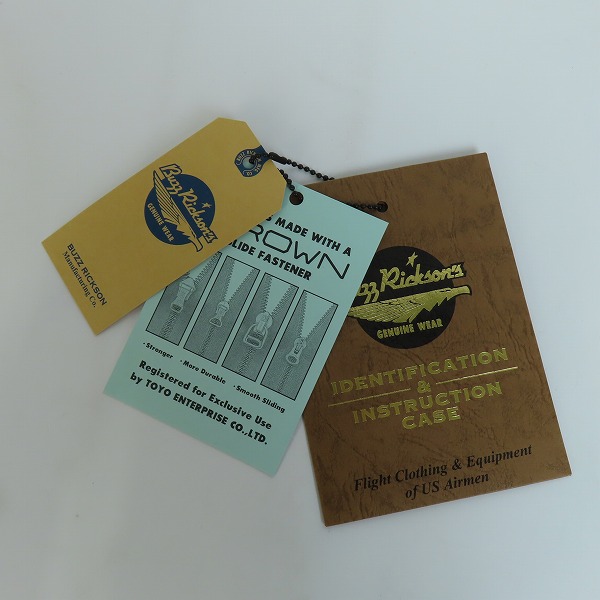 Buzz Rickson's
GENUINE WEAR
BUZZ RICKSON
Manufacturing Co.
MADE WITH A
CROWN
SLIDE FASTENER
· Stronger · More Durable · Smooth Sliding
Registered for Exclusive Use
by TOYO ENTERPRISE CO.,LTD.
Buzz Rickson's
GENUINE WEAR
IDENTIFICATION
&
INSTRUCTION
CASE
Flight Clothing & Equipment
of US Airmen